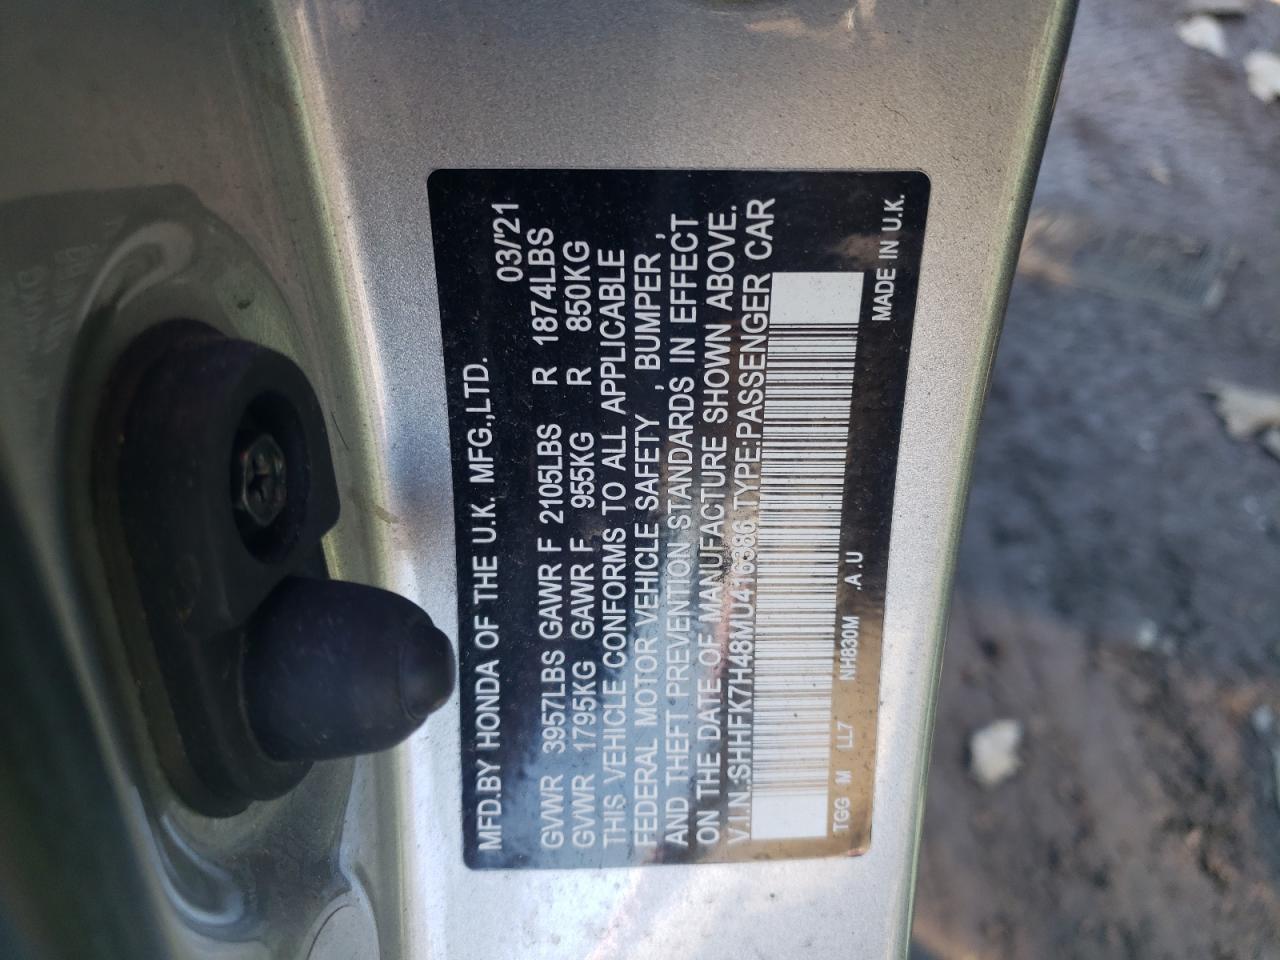 MFD.BY HONDA OF THE U.K. MFG.,LTD. 03/'21
GVWR 3957LBS GAWR F 2105LBS R 1874LBS
GVWR 1795KG GAWR F 955KG R 850KG
THIS VEHICLE CONFORMS TO ALL APPLICABLE
FEDERAL MOTOR VEHICLE SAFETY , BUMPER ,
AND THEFT PREVENTION STANDARDS IN EFFECT
ON THE DATE OF MANUFACTURE SHOWN ABOVE.
V.I.N.:SHHFK7H48MU416386 TYPE:PASSENGER CAR
TGG M LL7 NH830M .A.U
MADE IN U.K.